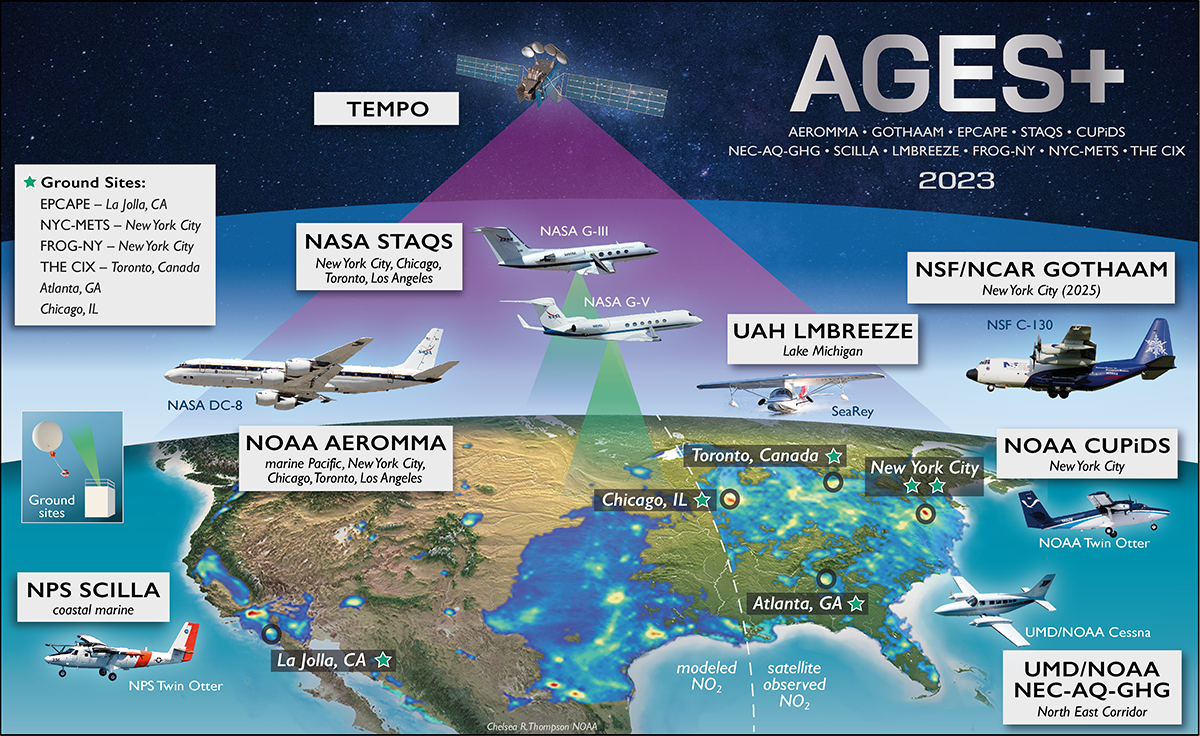 AGES+
AEROMMA • GOTHAAM • EPCAPE • STAQS • CUPiDS
NEC-AQ-GHG • SCILLA • LMBREEZE • FROG-NY • NYC-METS • THE CIX
2023
TEMPO
Ground Sites:
EPCAPE – La Jolla, CA
NYC-METS – New York City
FROG-NY – New York City
THE CIX – Toronto, Canada
Atlanta, GA
Chicago, IL
NASA STAQS
New York City, Chicago,
Toronto, Los Angeles
NASA G-III
NASA G-V
NSF/NCAR GOTHAAM
New York City (2025)
NSF C-130
UAH LMBREEZE
Lake Michigan
SeaRey
NASA DC-8
NOAA AEROMMA
marine Pacific, New York City,
Chicago, Toronto, Los Angeles
Ground
sites
NOAA CUPiDS
New York City
NOAA Twin Otter
Toronto, Canada
New York City
Chicago, IL
Atlanta, GA
La Jolla, CA
NPS SCILLA
coastal marine
NPS Twin Otter
UMD/NOAA Cessna
UMD/NOAA
NEC-AQ-GHG
North East Corridor
modeled
NO₂
satellite
observed
NO₂
Chelsea R. Thompson NOAA